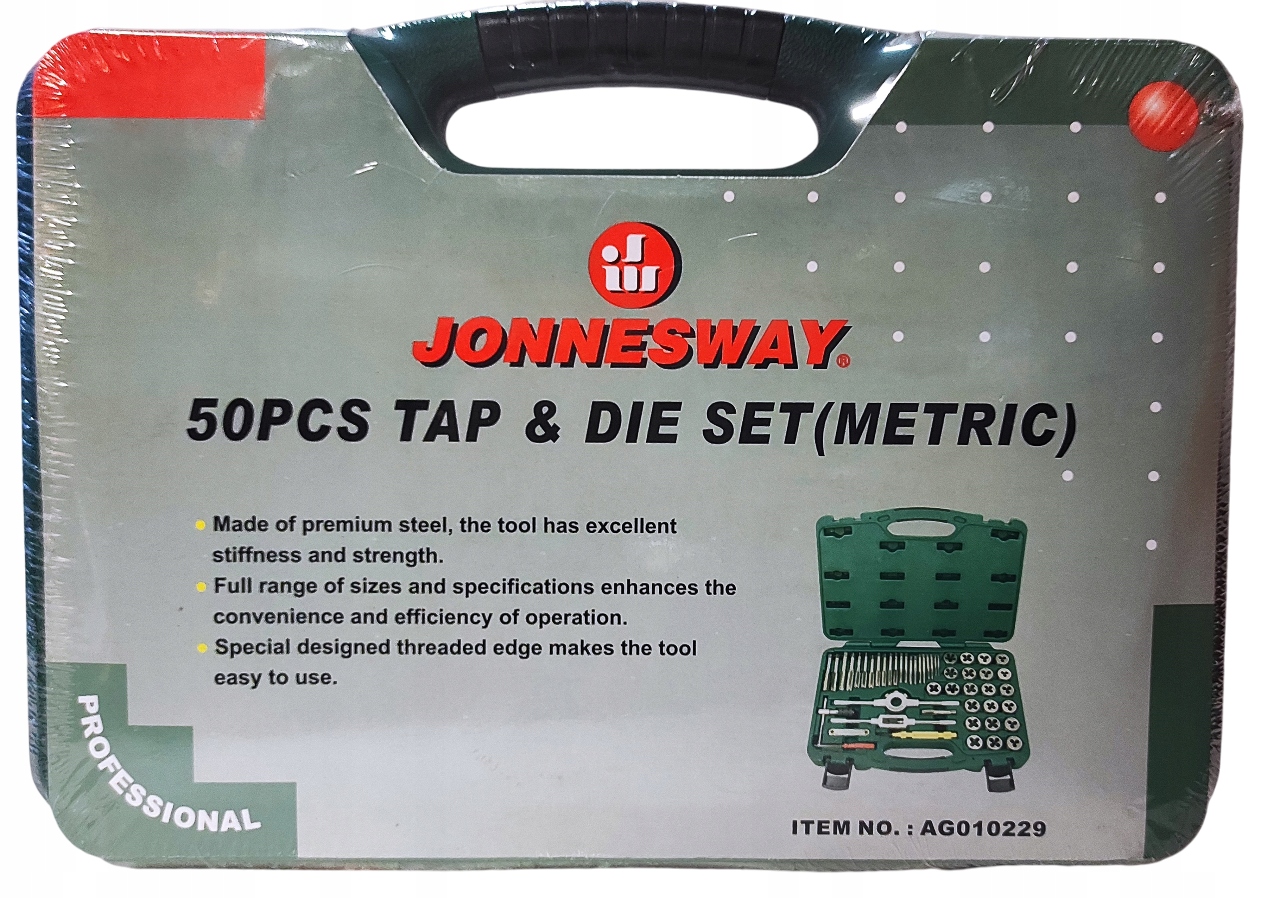 JW
JONNESWAY®
50PCS TAP & DIE SET(METRIC)
Made of premium steel, the tool has excellent
stiffness and strength.
Full range of sizes and specifications enhances the
convenience and efficiency of operation.
Special designed threaded edge makes the tool
easy to use.
PROFESSIONAL
ITEM NO. : AG010229